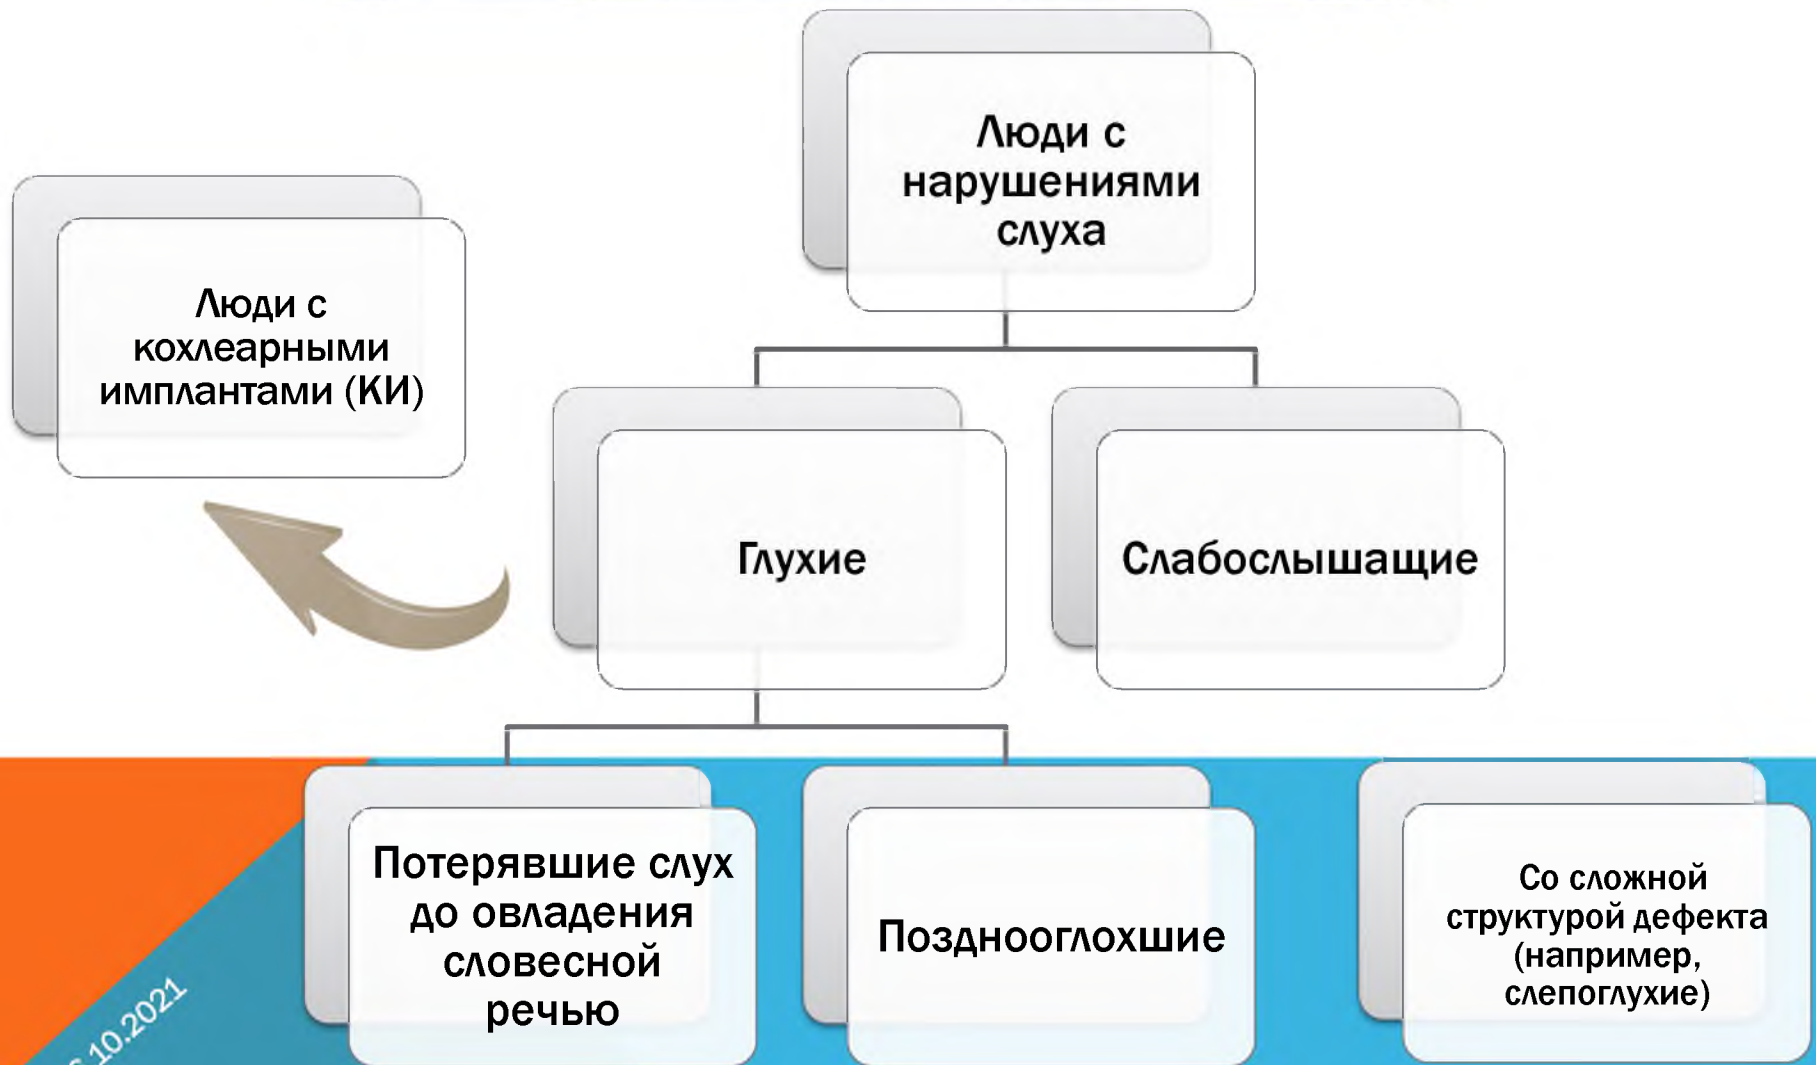 Люди с
нарушениями
слуха
Люди с
кохлеарными
имплантами (КИ)
Глухие
Слабослышащие
Потерявшие слух
до овладения
словесной
речью
Позднооглохшие
Со сложной
структурой дефекта
(например,
слепоглухие)
.10.2021